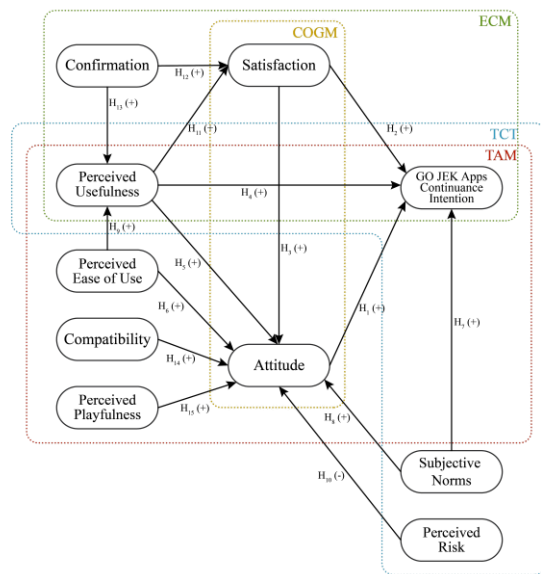 ECM
COGM
Confirmation
H12 (+)
Satisfaction
H13 (+)
H11 (+)
H2 (+)
TCT
TAM
Perceived
Usefulness
H4 (+)
GO JEK Apps
Continuance
Intention
H9 (+)
H3 (+)
H5 (+)
Perceived
Ease of Use
H6 (+)
H1 (+)
H7 (+)
Compatibility
H14 (+)
Attitude
Perceived
Playfulness
H15 (+)
H8 (+)
H10 (-)
Subjective
Norms
Perceived
Risk